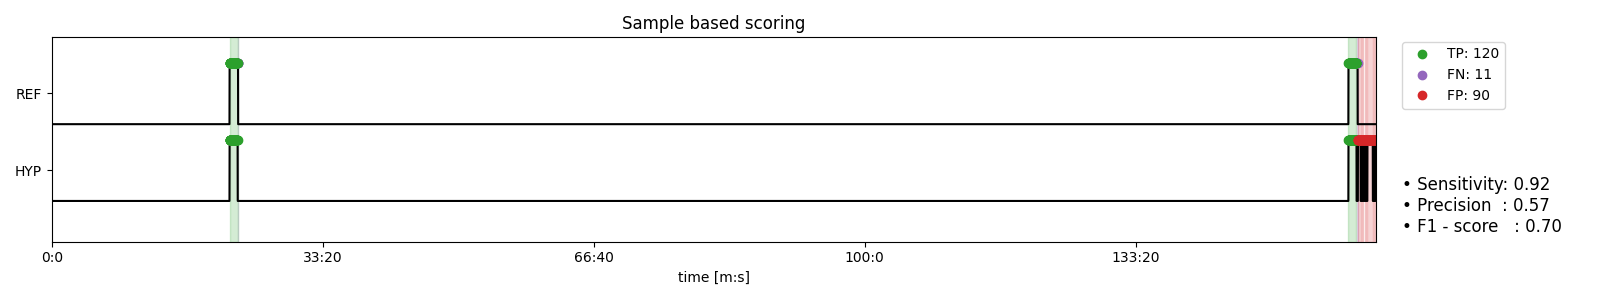 Sample based scoring
REF
HYP
0:0
33:20
66:40
100:0
133:20
time [m:s]
TP: 120
FN: 11
FP: 90
• Sensitivity: 0.92
• Precision  : 0.57
• F1 - score   : 0.70